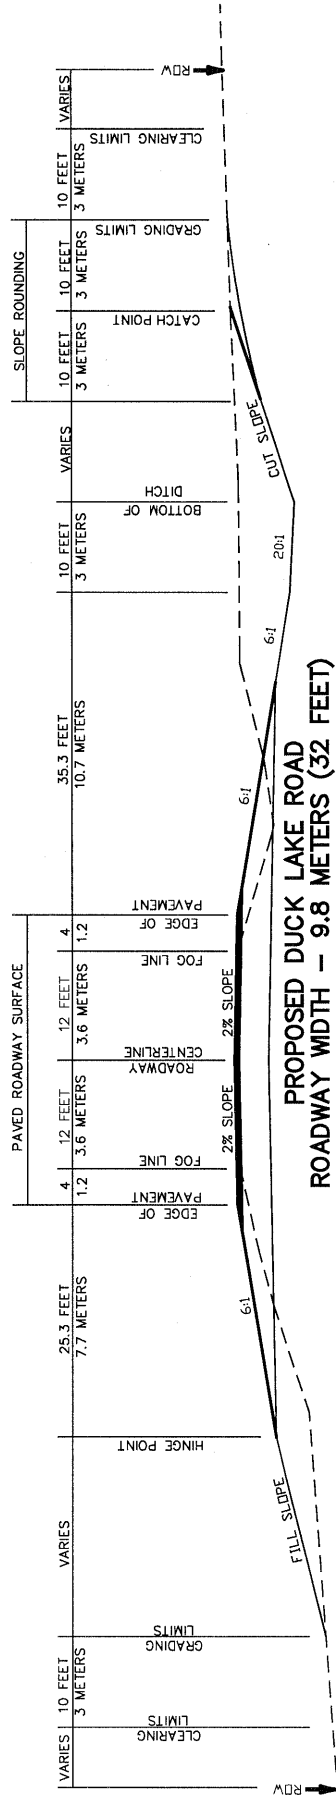 PAVED ROADWAY SURFACE
SLOPE ROUNDING
VARIES
10 FEET
3 METERS
VARIES
25.3 FEET
7.7 METERS
4
1.2
12 FEET
3.6 METERS
12 FEET
3.6 METERS
4
1.2
35.3 FEET
10.7 METERS
10 FEET
3 METERS
VARIES
10 FEET
3 METERS
10 FEET
3 METERS
10 FEET
3 METERS
VARIES
ROW
CLEARING
LIMITS
GRADING
LIMITS
HINGE POINT
EDGE OF
PAVEMENT
FOG LINE
ROADWAY
CENTERLINE
FOG LINE
EDGE OF
PAVEMENT
BOTTOM OF
DITCH
CATCH POINT
GRADING LIMITS
CLEARING LIMITS
ROW
FILL SLOPE
6:1
2% SLOPE
2% SLOPE
6:1
6:1
20:1
CUT SLOPE
PROPOSED DUCK LAKE ROAD
ROADWAY WIDTH – 9.8 METERS (32 FEET)